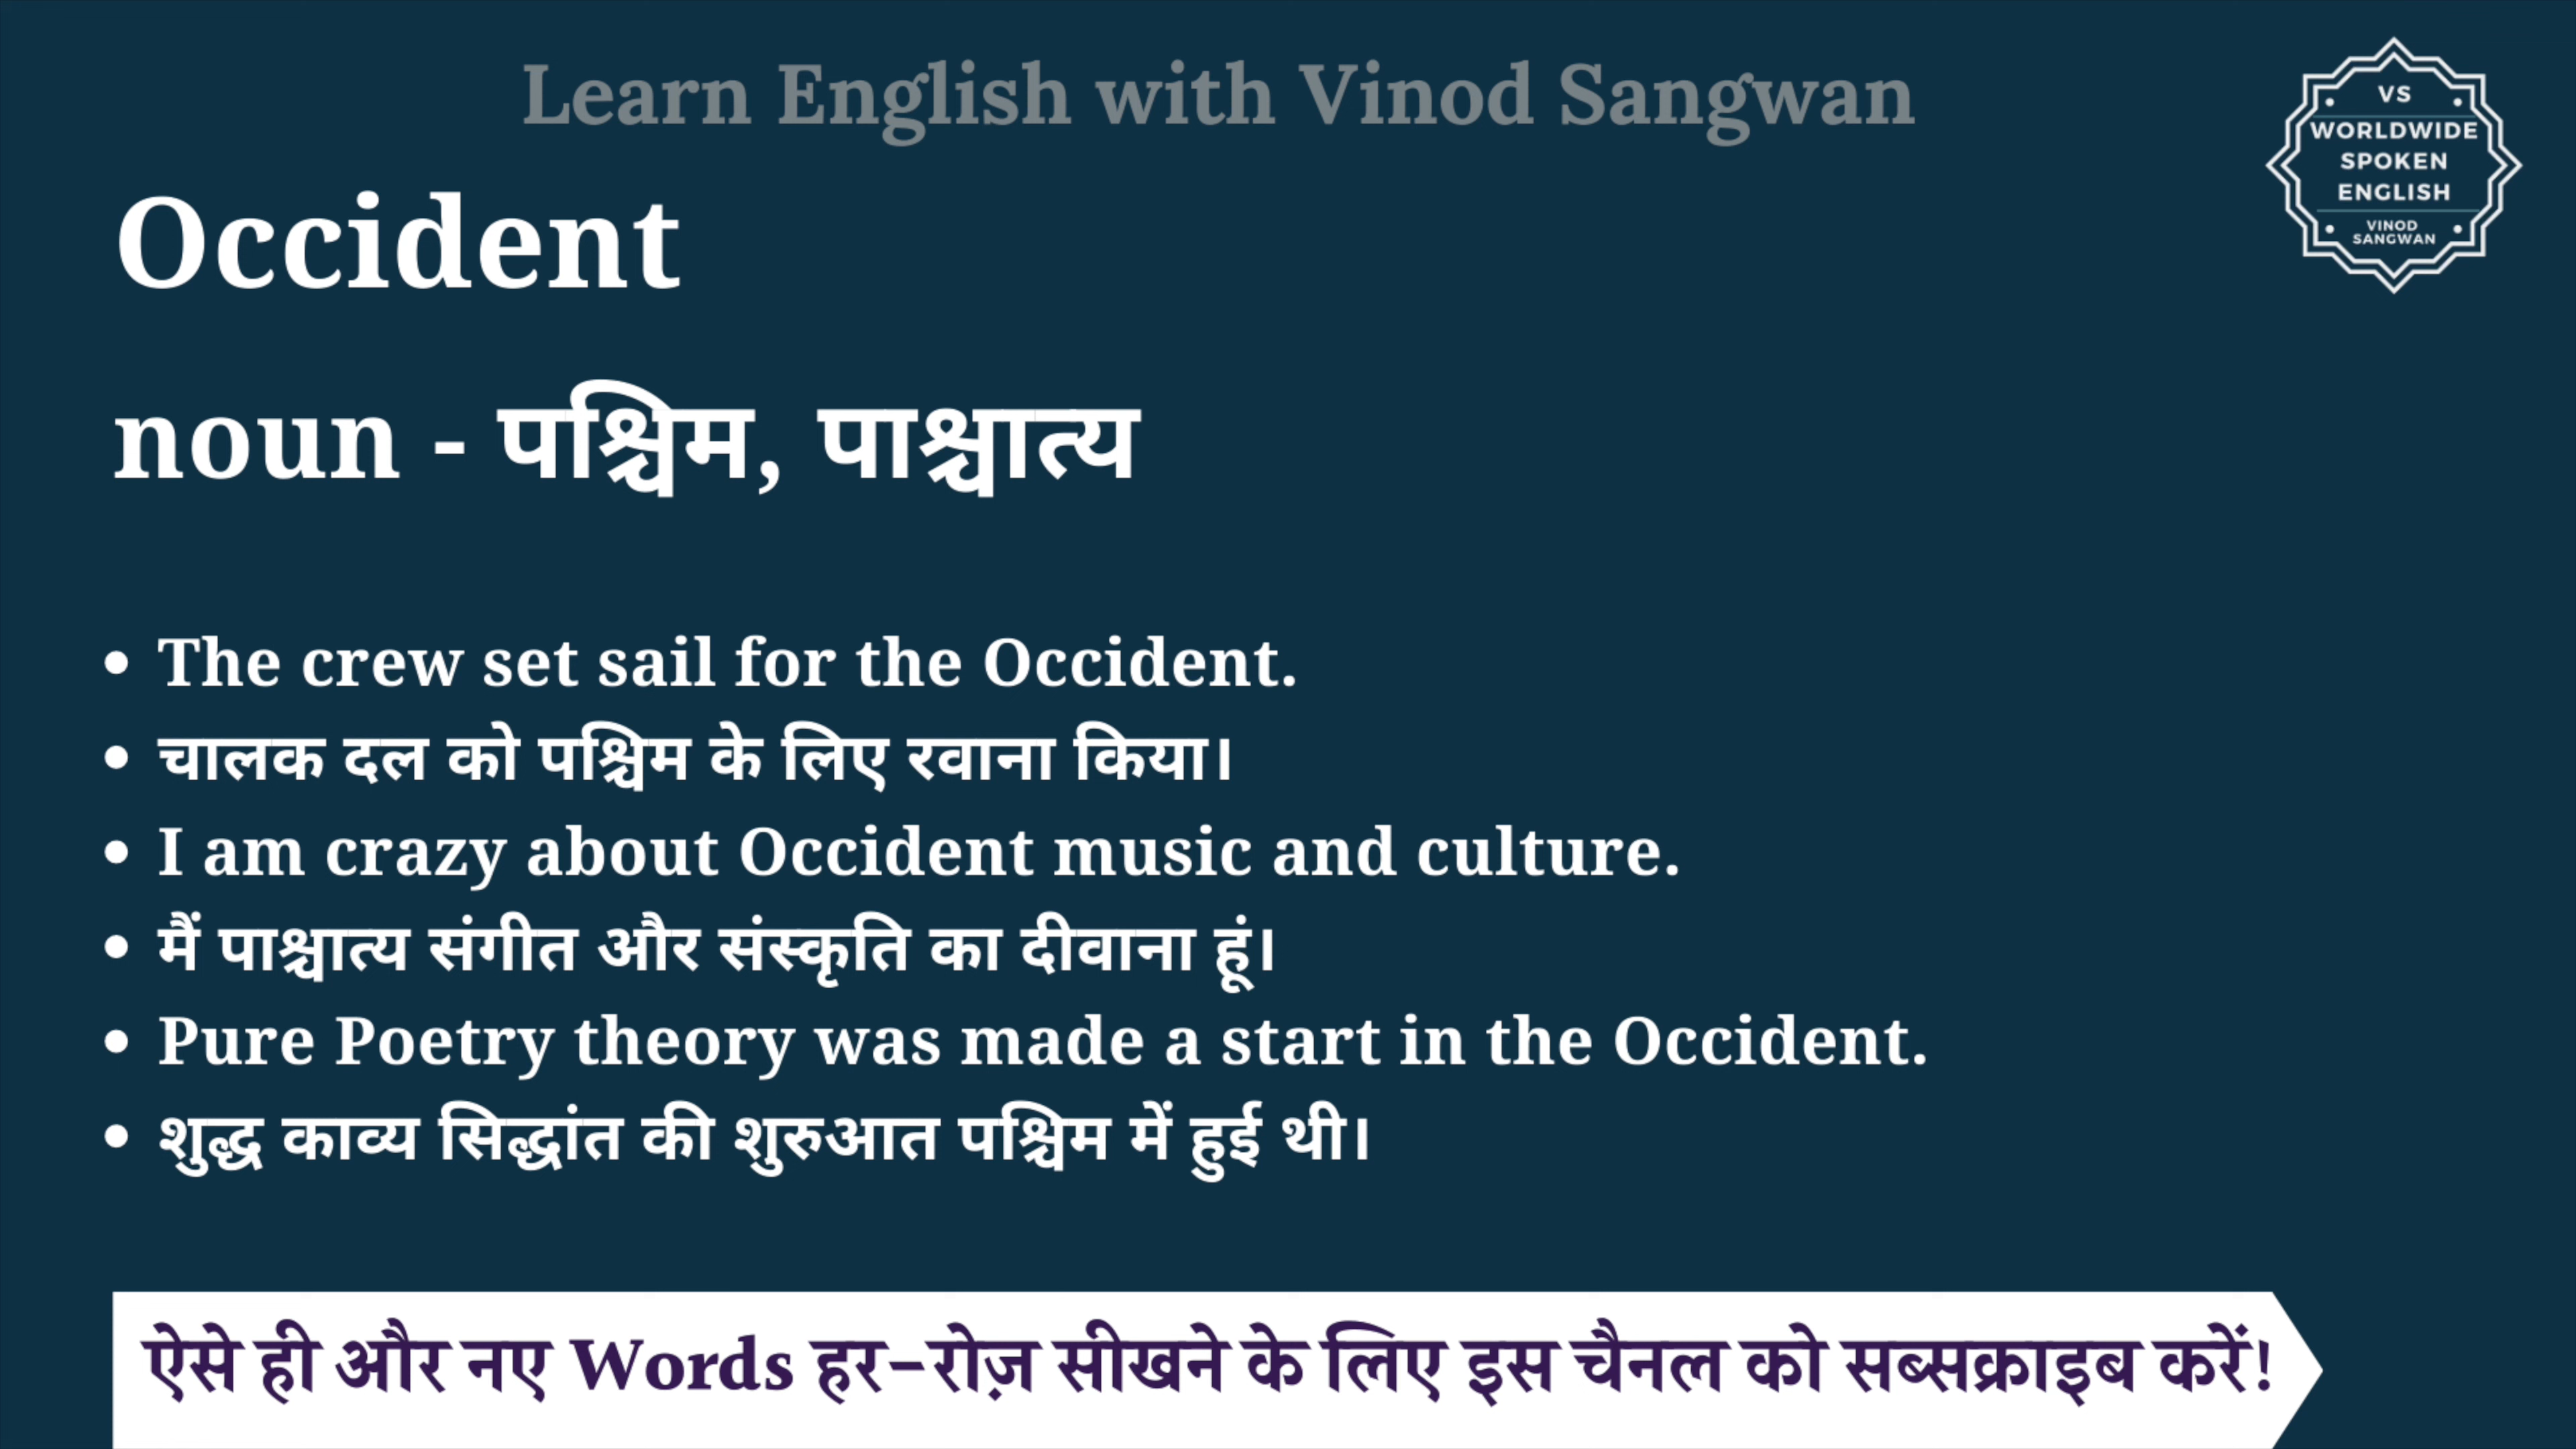 Learn English with Vinod Sangwan
VS
WORLDWIDE
SPOKEN
ENGLISH
VINOD
SANGWAN
Occident
noun - पश्चिम, पाश्चात्य
• The crew set sail for the Occident.
• चालक दल को पश्चिम के लिए रवाना किया।
• I am crazy about Occident music and culture.
• मैं पाश्चात्य संगीत और संस्कृति का दीवाना हूं।
• Pure Poetry theory was made a start in the Occident.
• शुद्ध काव्य सिद्धांत की शुरुआत पश्चिम में हुई थी।
ऐसे ही और नए Words हर-रोज़ सीखने के लिए इस चैनल को सब्सक्राइब करें!